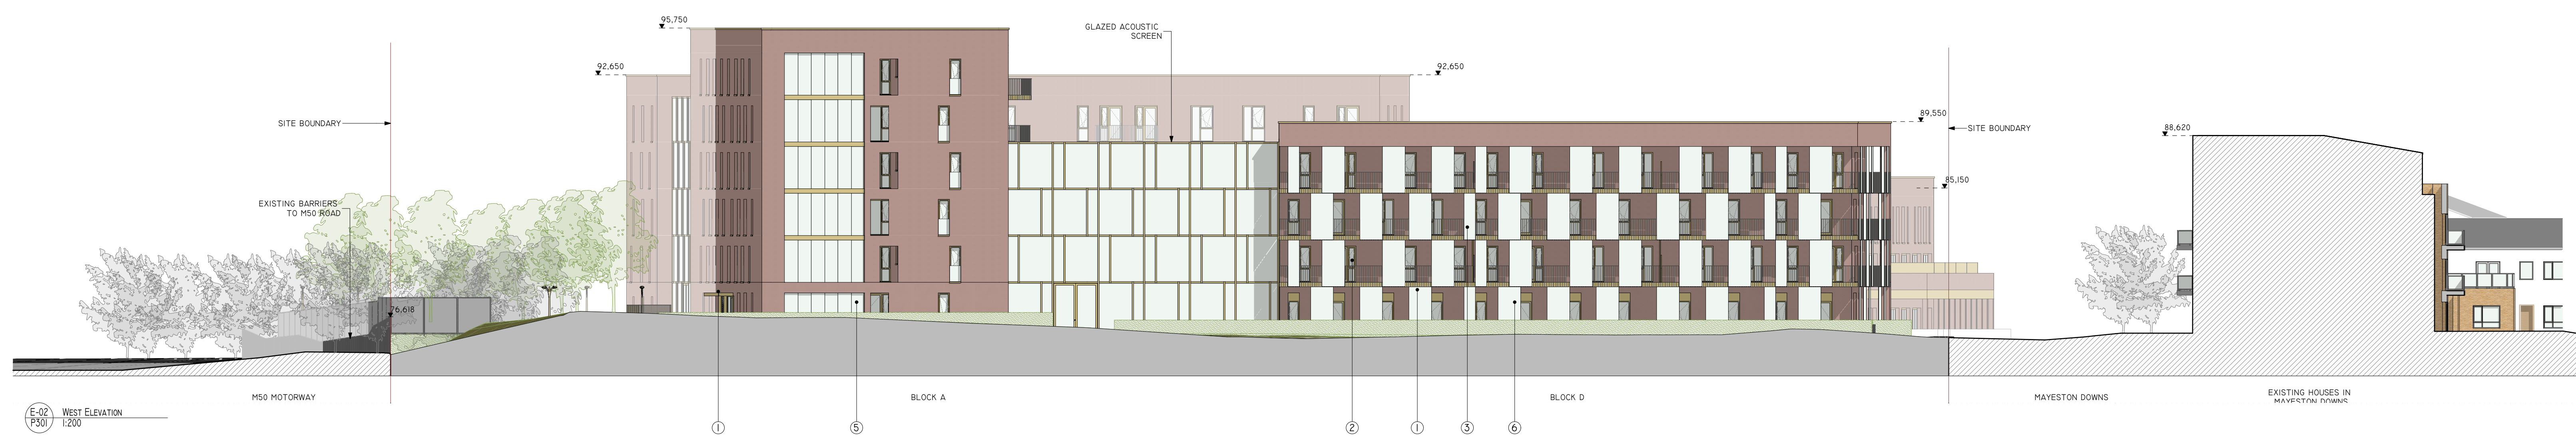 95,750
GLAZED ACOUSTIC
SCREEN
92,650
92,650
89,550
SITE BOUNDARY
SITE BOUNDARY
88,620
85,150
EXISTING BARRIERS
TO M50 ROAD
76,618
M50 MOTORWAY
BLOCK A
BLOCK D
MAYESTON DOWNS
EXISTING HOUSES IN
MAYESTON DOWNS
E-02
P301
WEST ELEVATION
1:200
1
5
2
1
3
6